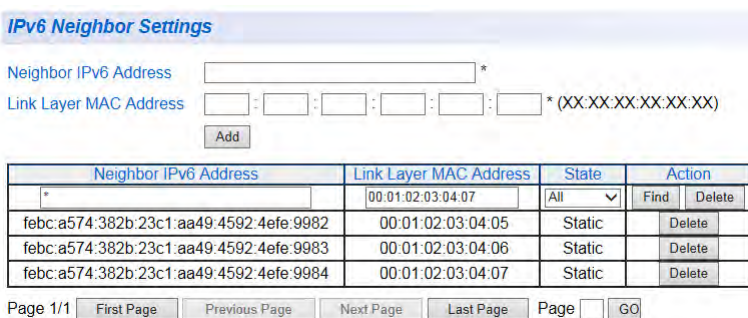 IPv6 Neighbor Settings
Neighbor IPv6 Address *
Link Layer MAC Address : : : : : * (XX:XX:XX:XX:XX:XX)
Add
Neighbor IPv6 Address Link Layer MAC Address State Action
* 00:01:02:03:04:07 All Find Delete
febc:a574:382b:23c1:aa49:4592:4efe:9982 00:01:02:03:04:05 Static Delete
febc:a574:382b:23c1:aa49:4592:4efe:9983 00:01:02:03:04:06 Static Delete
febc:a574:382b:23c1:aa49:4592:4efe:9984 00:01:02:03:04:07 Static Delete
Page 1/1 First Page Previous Page Next Page Last Page Page GO